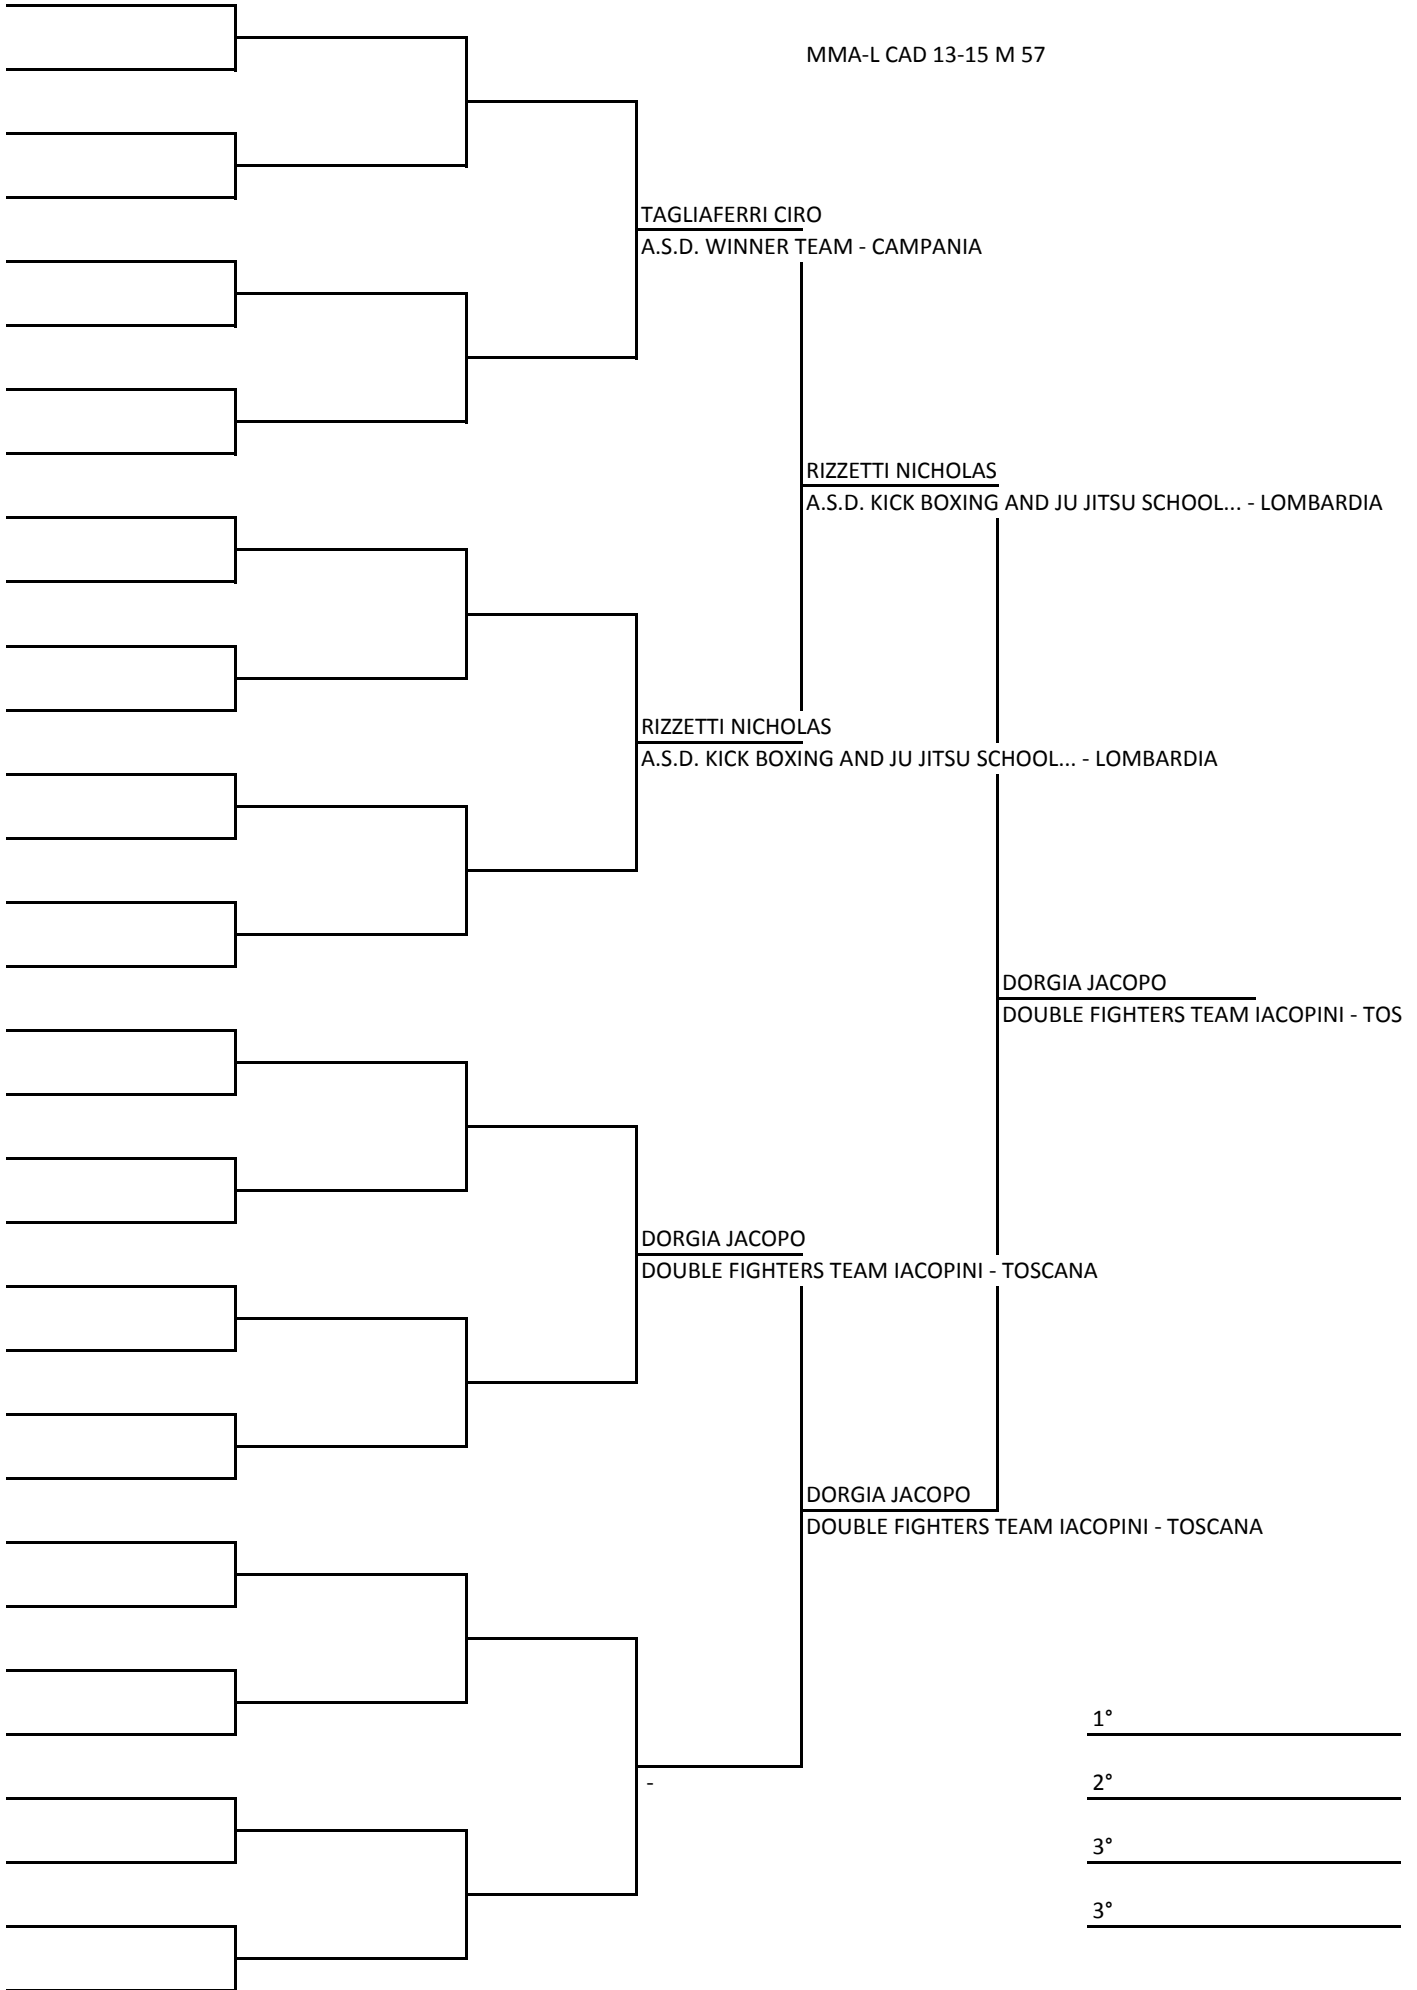 MMA-L CAD 13-15 M 57
TAGLIAFERRI CIRO
A.S.D. WINNER TEAM - CAMPANIA
RIZZETTI NICHOLAS
A.S.D. KICK BOXING AND JU JITSU SCHOOL... - LOMBARDIA
RIZZETTI NICHOLAS
A.S.D. KICK BOXING AND JU JITSU SCHOOL... - LOMBARDIA
DORGIA JACOPO
DOUBLE FIGHTERS TEAM IACOPINI - TOS
DORGIA JACOPO
DOUBLE FIGHTERS TEAM IACOPINI - TOSCANA
DORGIA JACOPO
DOUBLE FIGHTERS TEAM IACOPINI - TOSCANA
1°
-
2°
3°
3°